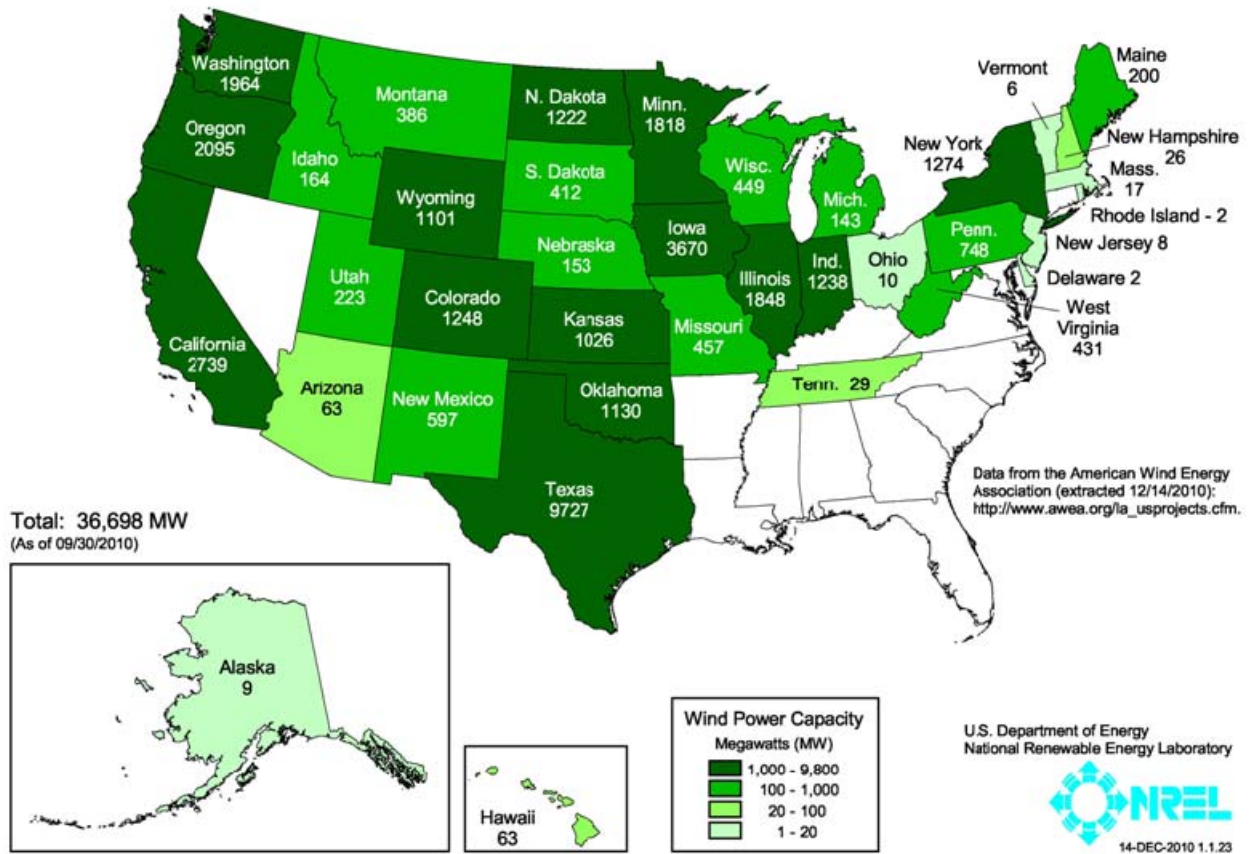 Washington
1964
Oregon
2095
California
2739
Montana
386
Idaho
164
Wyoming
1101
Utah
223
Colorado
1248
Arizona
63
New Mexico
597
N. Dakota
1222
S. Dakota
412
Nebraska
153
Kansas
1026
Oklahoma
1130
Texas
9727
Minn.
1818
Iowa
3670
Missouri
457
Wisc.
449
Illinois
1848
Mich.
143
Ind.
1238
Ohio
10
Tenn. 29
Penn.
748
New York
1274
Vermont
6
Maine
200
New Hampshire
26
Mass.
17
Rhode Island - 2
New Jersey 8
Delaware 2
West
Virginia
431
Data from the American Wind Energy
Association (extracted 12/14/2010):
http://www.awea.org/la_usprojects.cfm.
Total: 36,698 MW
(As of 09/30/2010)
Alaska
9
Hawaii
63
Wind Power Capacity
Megawatts (MW)
1,000 - 9,800
100 - 1,000
20 - 100
1 - 20
U.S. Department of Energy
National Renewable Energy Laboratory
NREL
14-DEC-2010 1.1.23